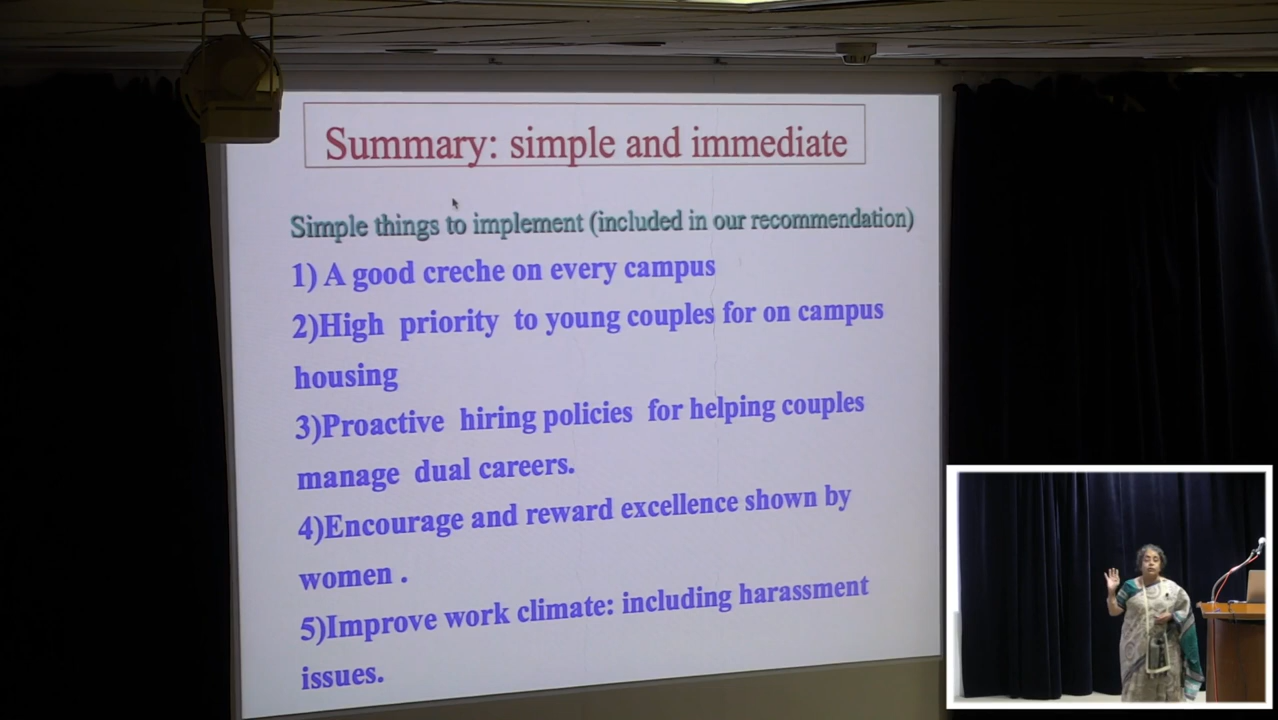 Summary: simple and immediate
Simple things to implement (included in our recommendation)
1) A good creche on every campus
2)High priority to young couples for on campus
housing
3)Proactive hiring policies for helping couples
manage dual careers.
4)Encourage and reward excellence shown by
women .
5)Improve work climate: including harassment
issues.